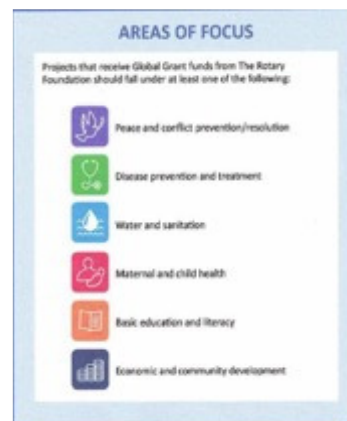 AREAS OF FOCUS
Projects that receive Global Grant funds from The Rotary
Foundation should fall under at least one of the following:
Peace and conflict prevention/resolution
Disease prevention and treatment
Water and sanitation
Maternal and child health
Basic education and literacy
Economic and community development